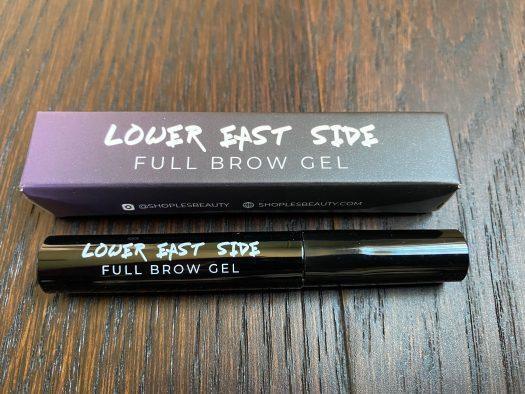 LOWER EAST SIDE
FULL BROW GEL
@SHOPLESBEAUTY SHOPLESBEAUTY.COM
LOWER EAST SIDE
FULL BROW GEL